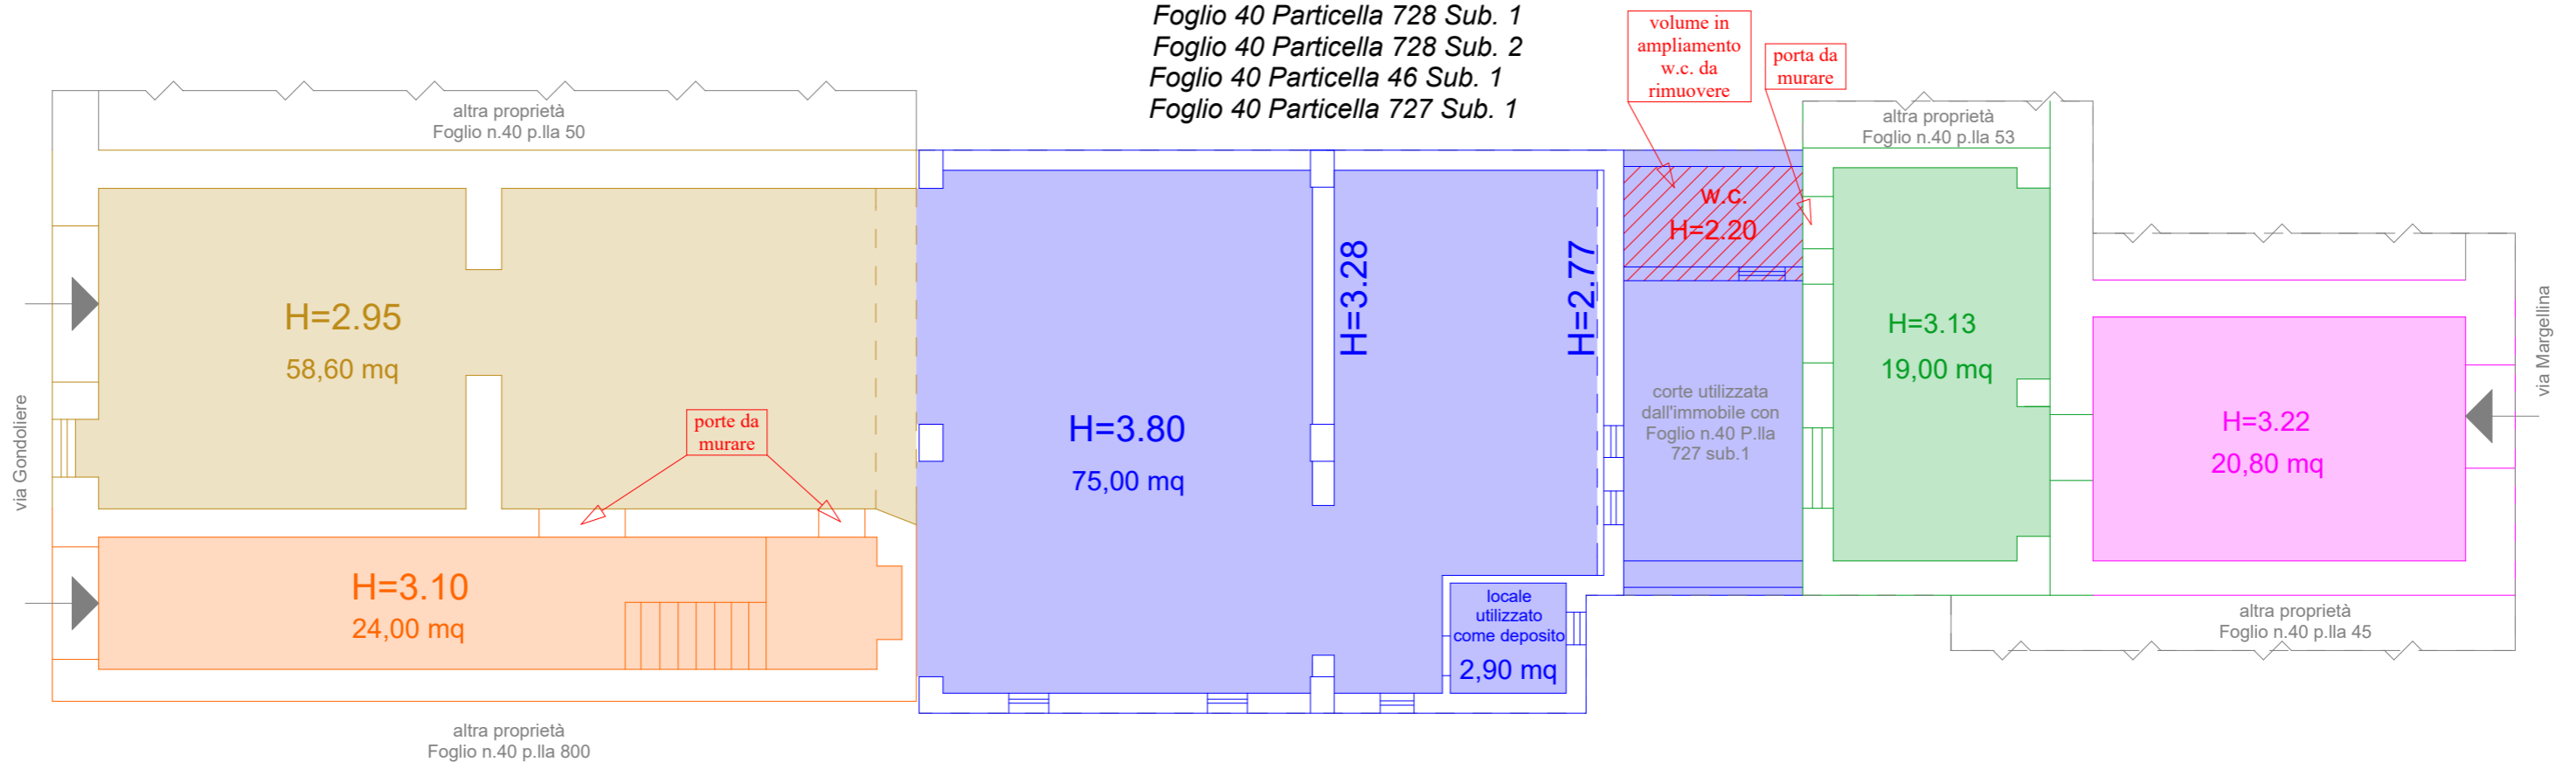 Foglio 40 Particella 728 Sub. 1
Foglio 40 Particella 728 Sub. 2
Foglio 40 Particella 46 Sub. 1
Foglio 40 Particella 727 Sub. 1
volume in
ampliamento
w.c. da
rimuovere
porta da
murare
altra proprietà
Foglio n.40 p.lla 50
altra proprietà
Foglio n.40 p.lla 53
w.c.
H=2.20
H=2.95
58,60 mq
H=3.28
H=2.77
H=3.13
19,00 mq
via Gondoliere
via Margellina
porte da
murare
H=3.80
75,00 mq
corte utilizzata
dall'immobile con
Foglio n.40 P.lla
727 sub.1
H=3.22
20,80 mq
H=3.10
24,00 mq
locale
utilizzato
come deposito
2,90 mq
altra proprietà
Foglio n.40 p.lla 45
altra proprietà
Foglio n.40 p.lla 800